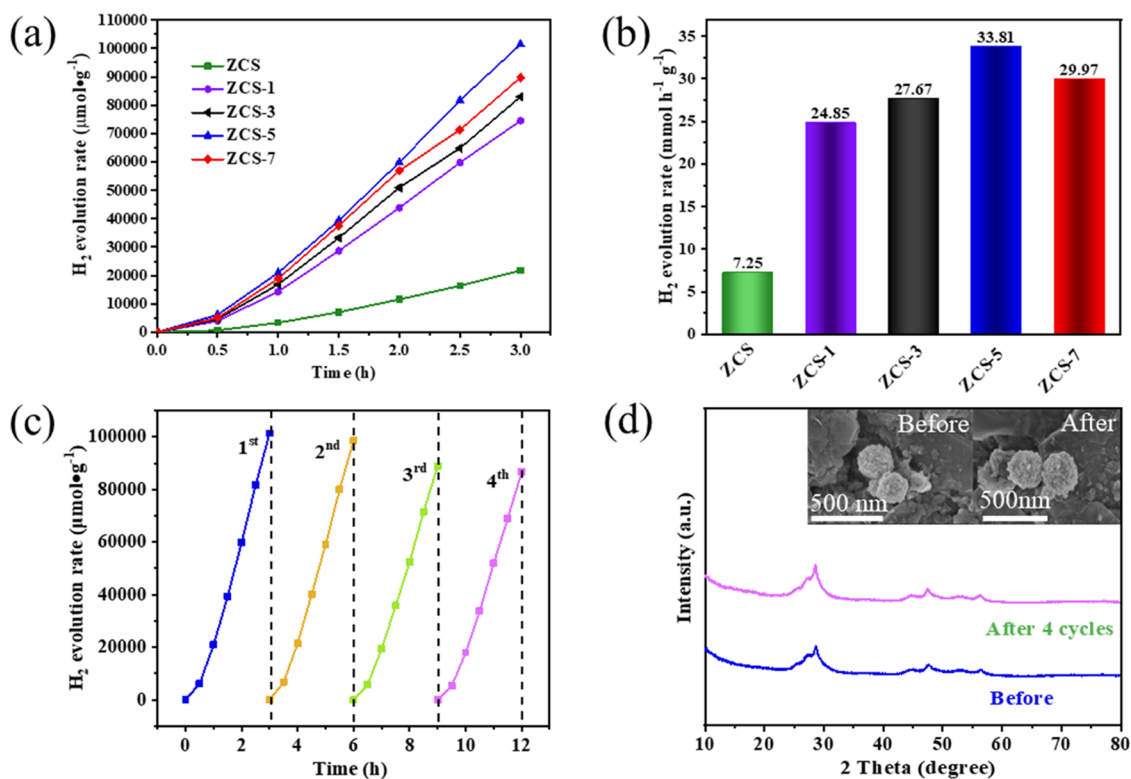 (a)
H₂ evolution rate (μmol•g⁻¹)
110000
100000
90000
80000
70000
60000
50000
40000
30000
20000
10000
0
ZCS
ZCS-1
ZCS-3
ZCS-5
ZCS-7
0.0 0.5 1.0 1.5 2.0 2.5 3.0
Time (h)
(b)
H₂ evolution rate (mmol h⁻¹ g⁻¹)
35
30
25
20
15
10
5
0
7.25
24.85
27.67
33.81
29.97
ZCS ZCS-1 ZCS-3 ZCS-5 ZCS-7
(c)
H₂ evolution rate (μmol•g⁻¹)
100000
80000
60000
40000
20000
0
1st 2nd 3rd 4th
0 2 4 6 8 10 12
Time (h)
(d)
Intensity (a.u.)
Before
500 nm
After
500nm
After 4 cycles
Before
10 20 30 40 50 60 70 80
2 Theta (degree)